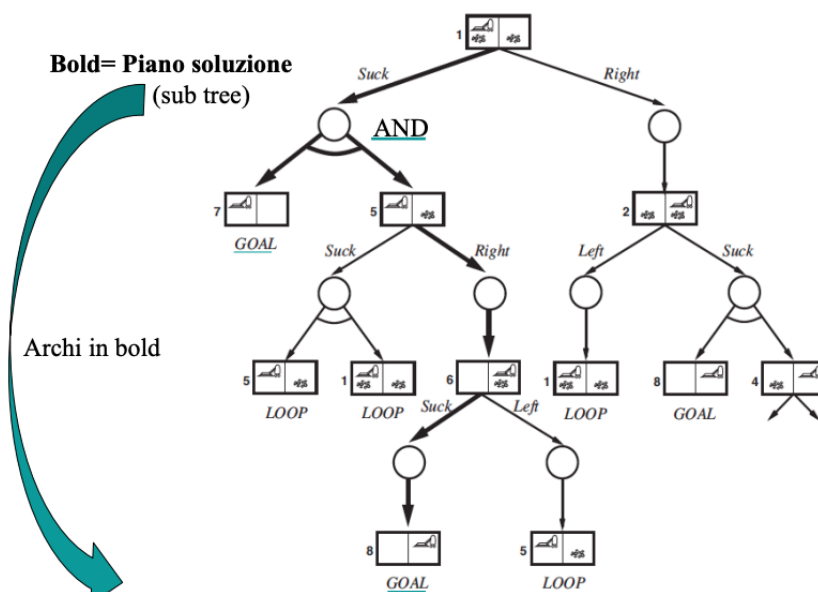 1
Bold= Piano soluzione
(sub tree)
Suck
Right
AND
7
5
2
GOAL
Suck
Right
Left
Suck
Archi in bold
5
1
6
1
8
4
LOOP
LOOP
Suck
Left
LOOP
GOAL
8
5
GOAL
LOOP